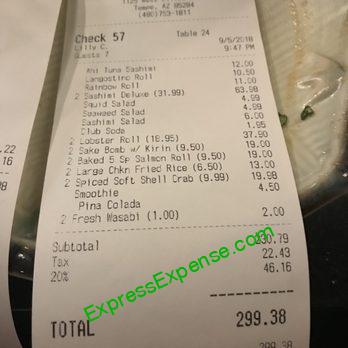 Tempe, AZ 85284
(480)753-1811
Check 57
Table 24
Lilly C.
9/5/2018
Guests 7
9:47 PM
Ahi Tuna Sashimi 12.00
Langostino Roll 10.50
Rainbow Roll 11.00
2 Sashimi Deluxe (31.99) 63.98
Squid Salad 4.99
Seaweed Salad 4.99
Sashimi Salad 6.00
Club Soda 1.95
2 Lobster Roll (18.95) 37.90
2 Sake Bomb w/ Kirin (9.50) 19.00
2 Baked 5 Sp Salmon Roll (9.50) 19.00
2 Large Chkn Fried Rice (6.50) 13.00
2 Spiced Soft Shell Crab (9.99) 19.98
Smoothie 4.50
Pina Colada
2 Fresh Wasabi (1.00) 2.00
Subtotal 230.79
Tax 22.43
20% 46.16
ExpressExpense.com
TOTAL 299.38
.22
16.16
9.38